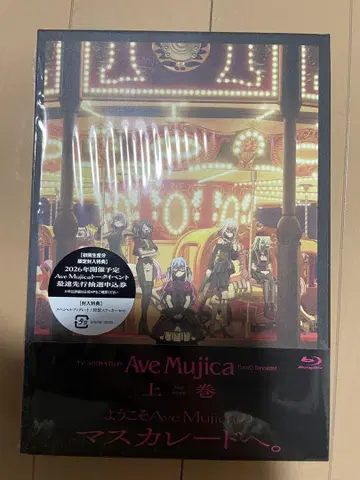 【初回生産分
限定封入特典】
2026年開催予定
Ave Mujicaトークイベント
最速先行抽選申込券
【封入特典】
TV ANIMATION Ave Mujica
上巻
Blu-ray Disc
ようこそAve Mujicaの
マスカレードへ。